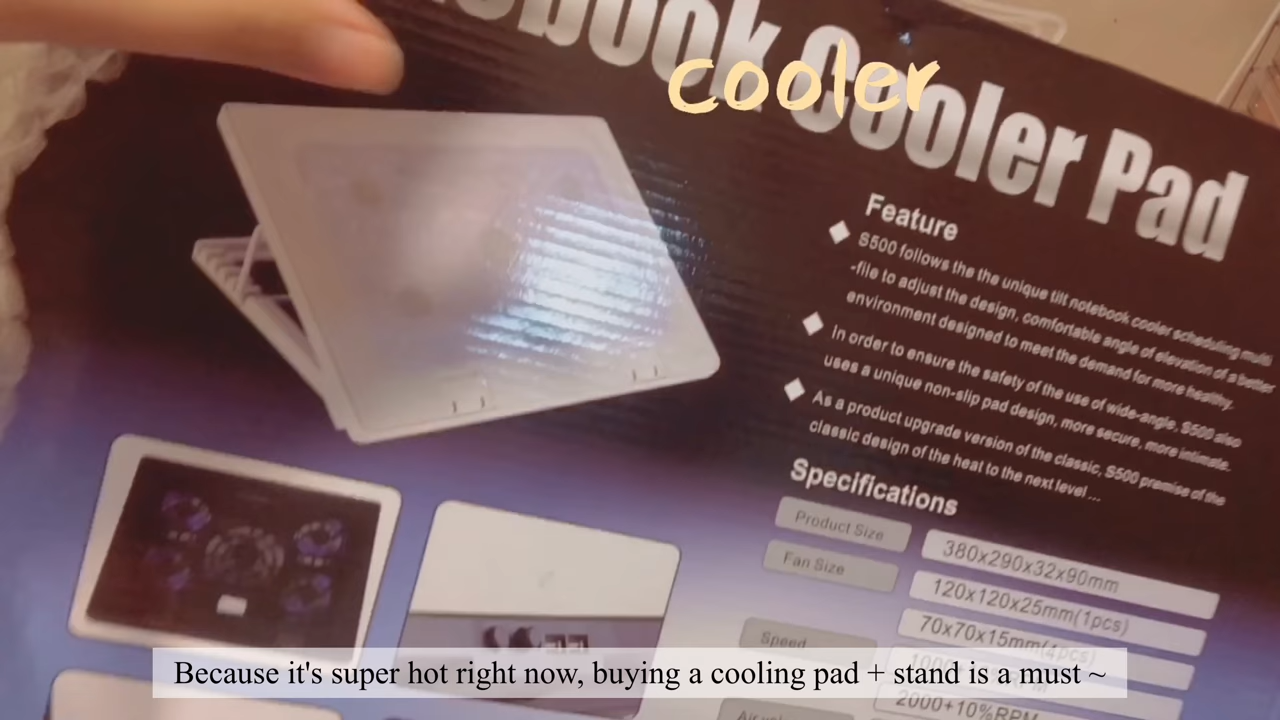 Cooler Pad
cooler
Feature
S500 follows the the unique tilt notebook cooler scheduling multi
-file to adjust the design, comfortable angle of elevation of a better
environment designed to meet the demand for more healthy.
In order to ensure the safety of the use of wide-angle, S500 also
uses a unique non-slip pad design, more secure, more intimate.
As a product upgrade version of the classic, S500 premise of the
classic design of the heat to the next level ...
Specifications
Product Size
380x290x32x90mm
Fan Size
120x120x25mm(1pcs)
70x70x15mm(4pcs)
Speed
2000+10%RPM
Because it's super hot right now, buying a cooling pad + stand is a must ~